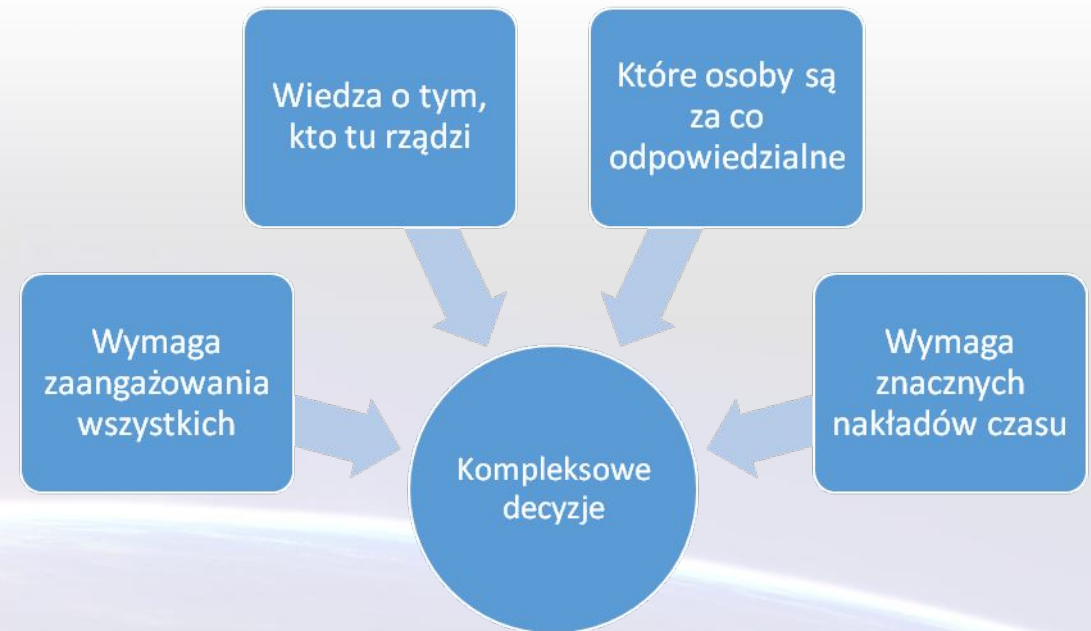 Wiedza o tym,
kto tu rządzi
Które osoby są
za co
odpowiedzialne
Wymaga
zaangażowania
wszystkich
Wymaga
znacznych
nakładów czasu
Kompleksowe
decyzje